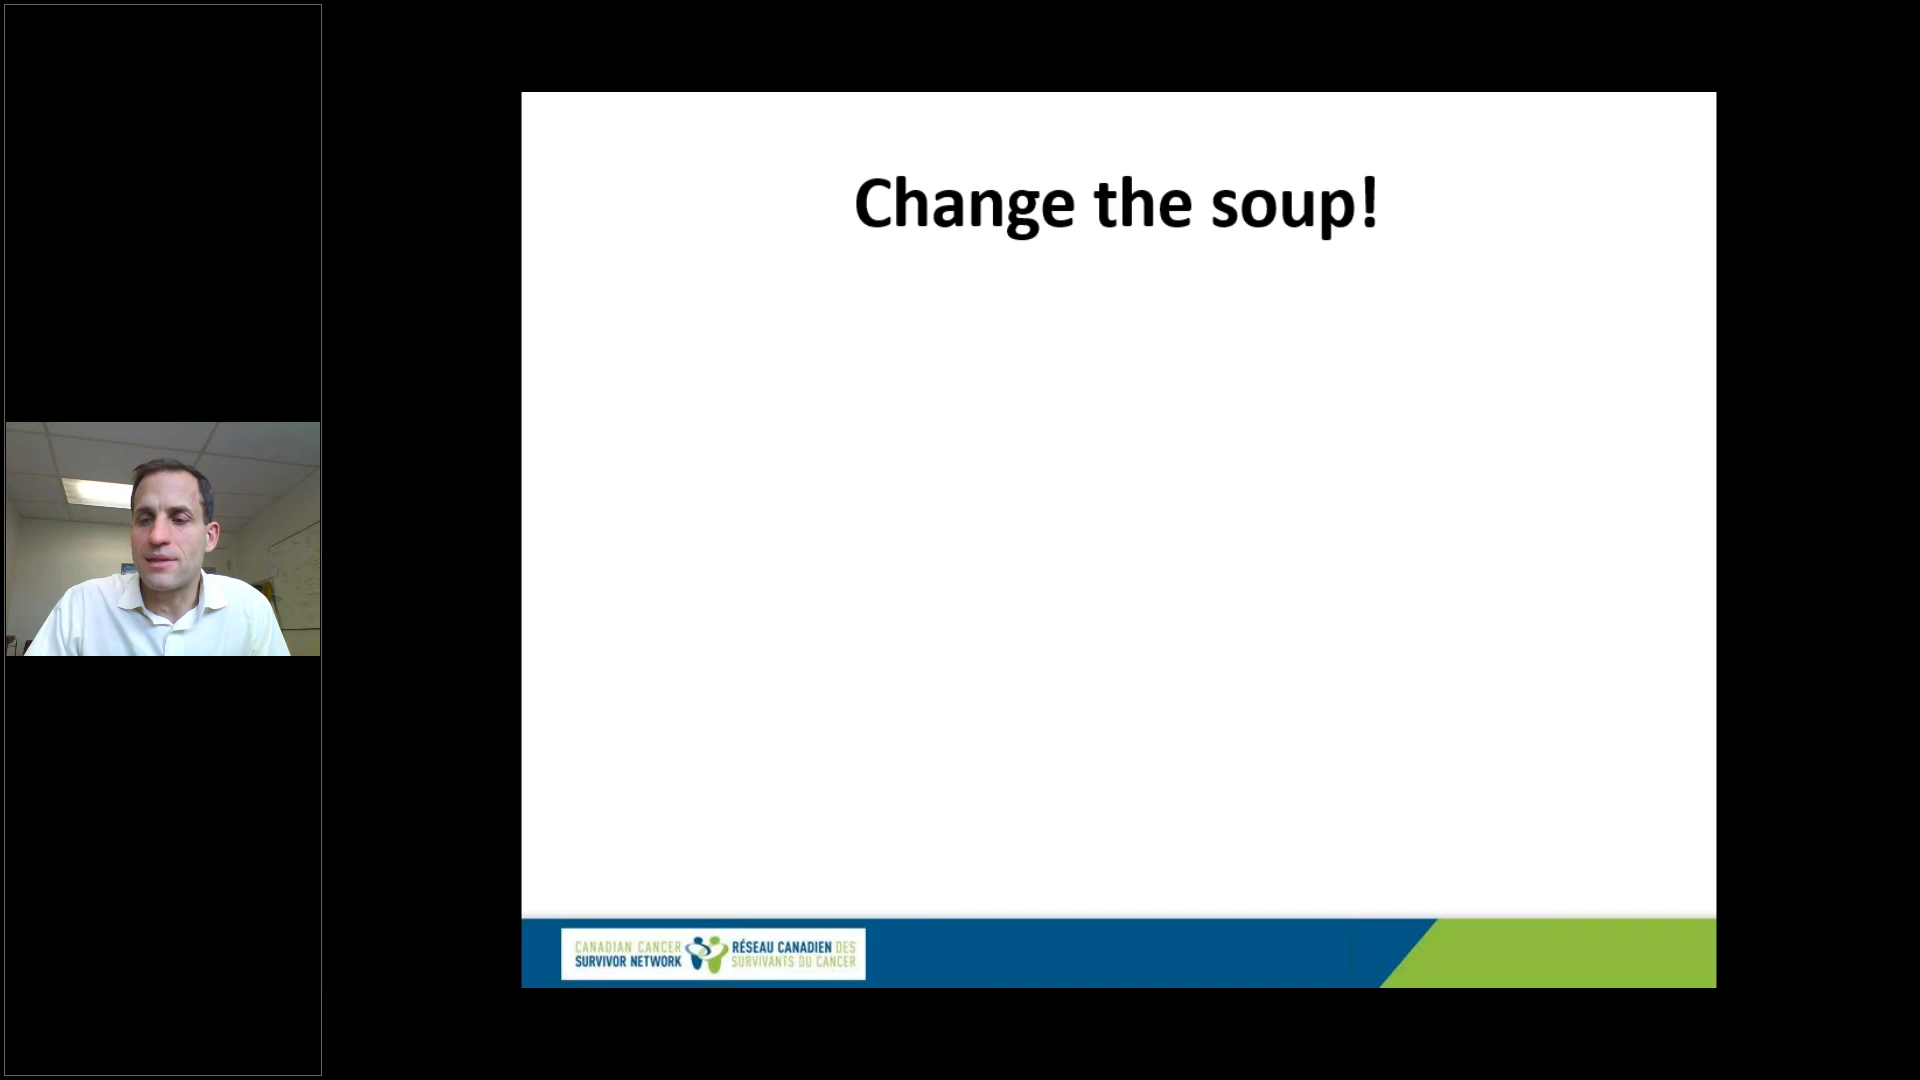 Change the soup!
CANADIAN CANCER
SURVIVOR NETWORK
RÉSEAU CANADIEN DES
SURVIVANTS DU CANCER